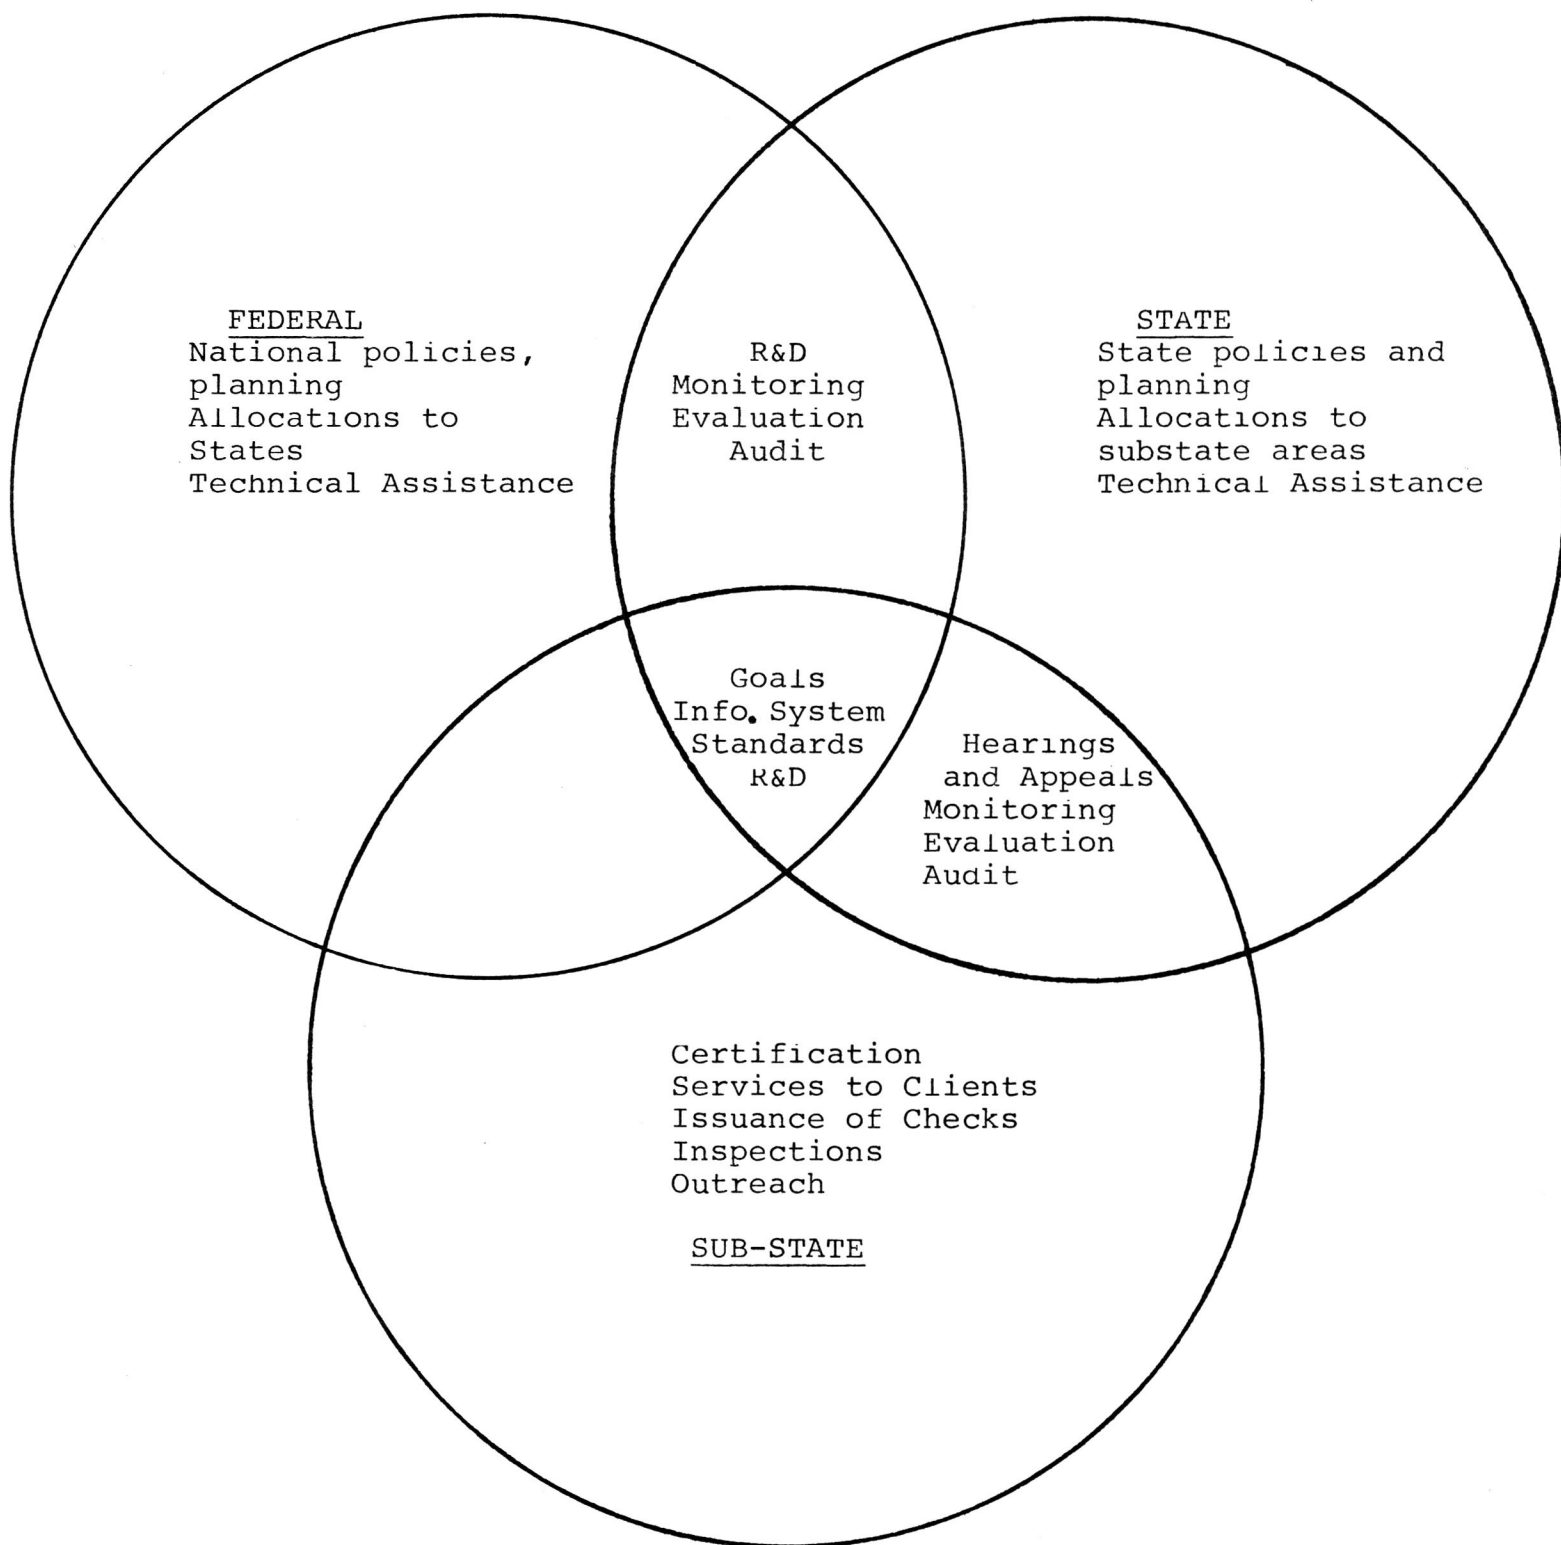 FEDERAL
National policies,
planning
Allocations to
States
Technical Assistance
R&D
Monitoring
Evaluation
Audit
STATE
State policies and
planning
Allocations to
substate areas
Technical Assistance
Goals
Info. System
Standards
R&D
Hearings
and Appeals
Monitoring
Evaluation
Audit
Certification
Services to Clients
Issuance of Checks
Inspections
Outreach
SUB-STATE